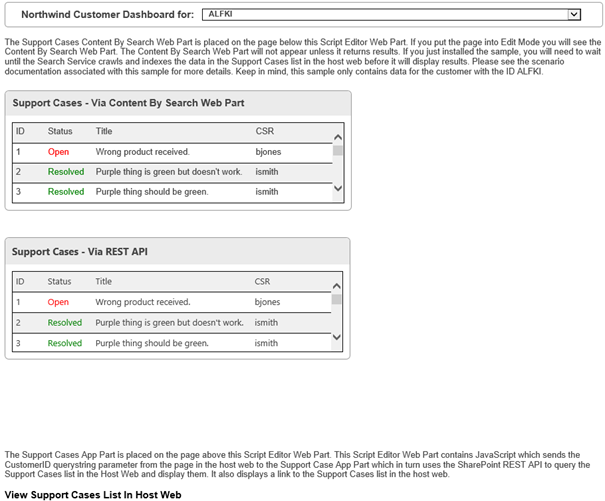 Northwind Customer Dashboard for: ALFKI
The Support Cases Content By Search Web Part is placed on the page below this Script Editor Web Part. If you put the page into Edit Mode you will see the
Content By Search Web Part. The Content By Search Web Part will not appear unless it returns results. If you just installed the sample, you will need to wait
until the Search Service crawls and indexes the data in the Support Cases list in the host web before it will display results. Please see the scenario
documentation associated with this sample for more details. Keep in mind, this sample only contains data for the customer with the ID ALFKI.
Support Cases - Via Content By Search Web Part
ID Status Title CSR
1 Open Wrong product received. bjones
2 Resolved Purple thing is green but doesn't work. ismith
3 Resolved Purple thing should be green. ismith
Support Cases - Via REST API
ID Status Title CSR
1 Open Wrong product received. bjones
2 Resolved Purple thing is green but doesn't work. ismith
3 Resolved Purple thing should be green. ismith
The Support Cases App Part is placed on the page above this Script Editor Web Part. This Script Editor Web Part contains JavaScript which sends the
CustomerID querystring parameter from the page in the host web to the Support Case App Part which in turn uses the SharePoint REST API to query the
Support Cases list in the Host Web and display them. It also displays a link to the Support Cases list in the host web.
View Support Cases List In Host Web